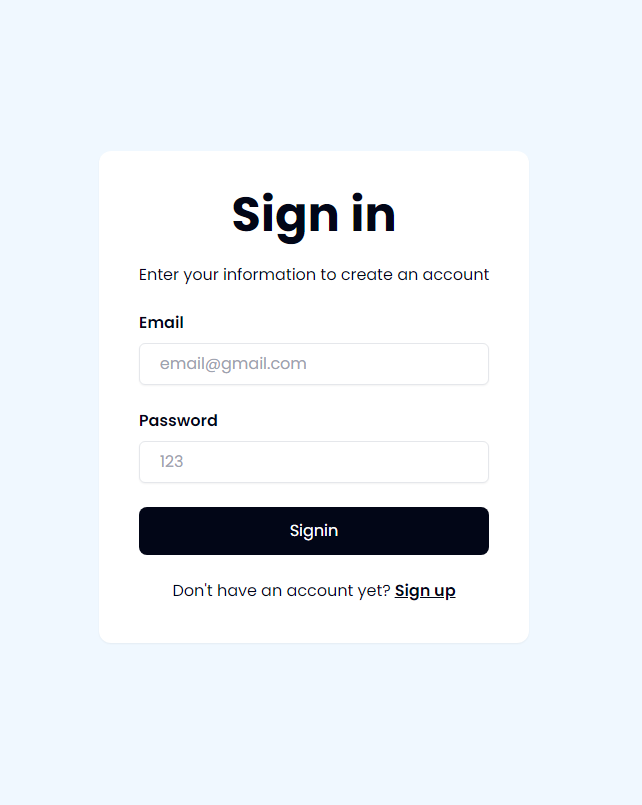 Sign in
Enter your information to create an account
Email
email@gmail.com
Password
123
Signin
Don't have an account yet? Sign up